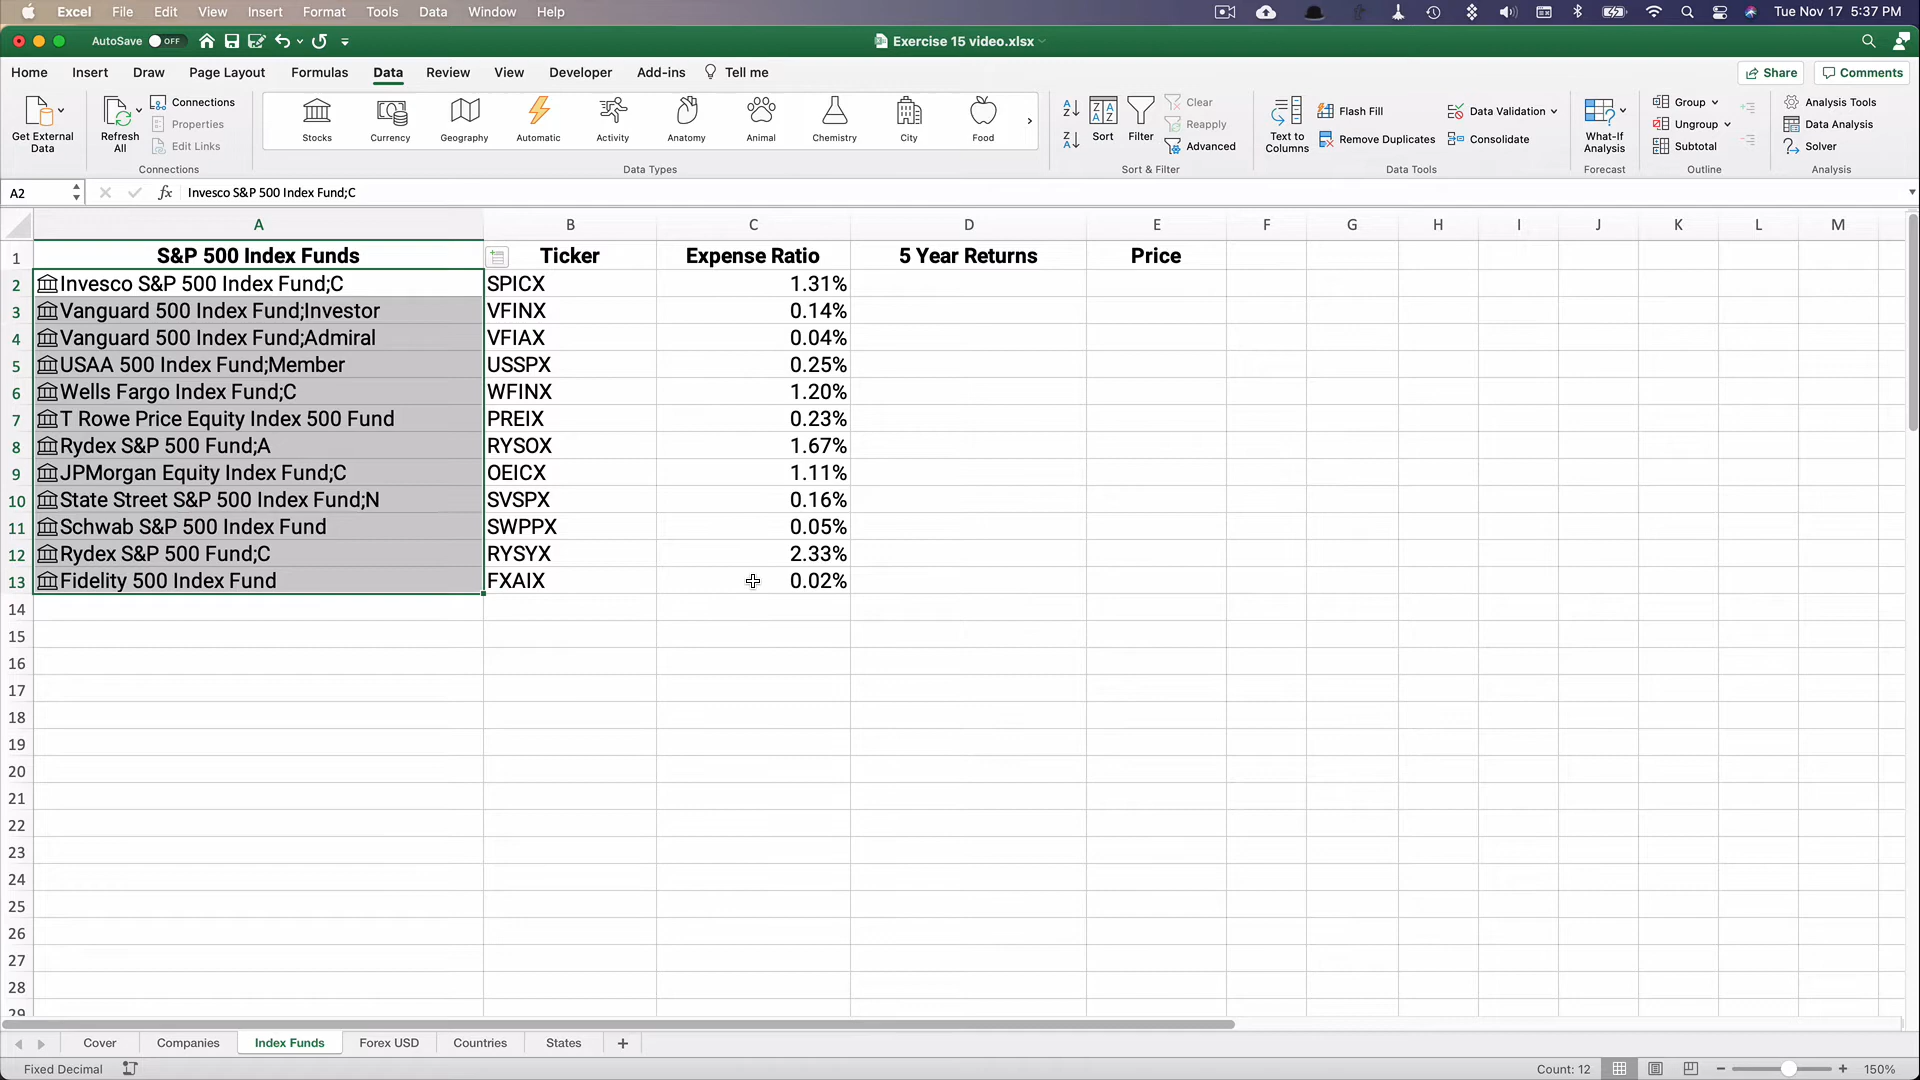 Excel File Edit View Insert Format Tools Data Window Help Tue Nov 17 5:37 PM
AutoSave OFF Exercise 15 video.xlsx
Home Insert Draw Page Layout Formulas Data Review View Developer Add-ins Tell me Share Comments
Get External Data
Refresh All
Connections
Properties
Edit Links
Connections
Stocks Currency Geography Automatic Activity Anatomy Animal Chemistry City Food
Data Types
Sort Filter
Clear
Reapply
Advanced
Sort & Filter
Text to Columns
Flash Fill
Remove Duplicates
Data Validation
Consolidate
Data Tools
What-If Analysis
Forecast
Group
Ungroup
Subtotal
Outline
Analysis Tools
Data Analysis
Solver
Analysis
A2 fx Invesco S&P 500 Index Fund;C
A B C D E F G H I J K L M
1 S&P 500 Index Funds Ticker Expense Ratio 5 Year Returns Price
2 Invesco S&P 500 Index Fund;C SPICX 1.31%
3 Vanguard 500 Index Fund;Investor VFINX 0.14%
4 Vanguard 500 Index Fund;Admiral VFIAX 0.04%
5 USAA 500 Index Fund;Member USSPX 0.25%
6 Wells Fargo Index Fund;C WFINX 1.20%
7 T Rowe Price Equity Index 500 Fund PREIX 0.23%
8 Rydex S&P 500 Fund;A RYSOX 1.67%
9 JPMorgan Equity Index Fund;C OEICX 1.11%
10 State Street S&P 500 Index Fund;N SVSPX 0.16%
11 Schwab S&P 500 Index Fund SWPPX 0.05%
12 Rydex S&P 500 Fund;C RYSYX 2.33%
13 Fidelity 500 Index Fund FXAIX 0.02%
14
15
16
17
18
19
20
21
22
23
24
25
26
27
28
29
Cover Companies Index Funds Forex USD Countries States
Fixed Decimal Count: 12 150%